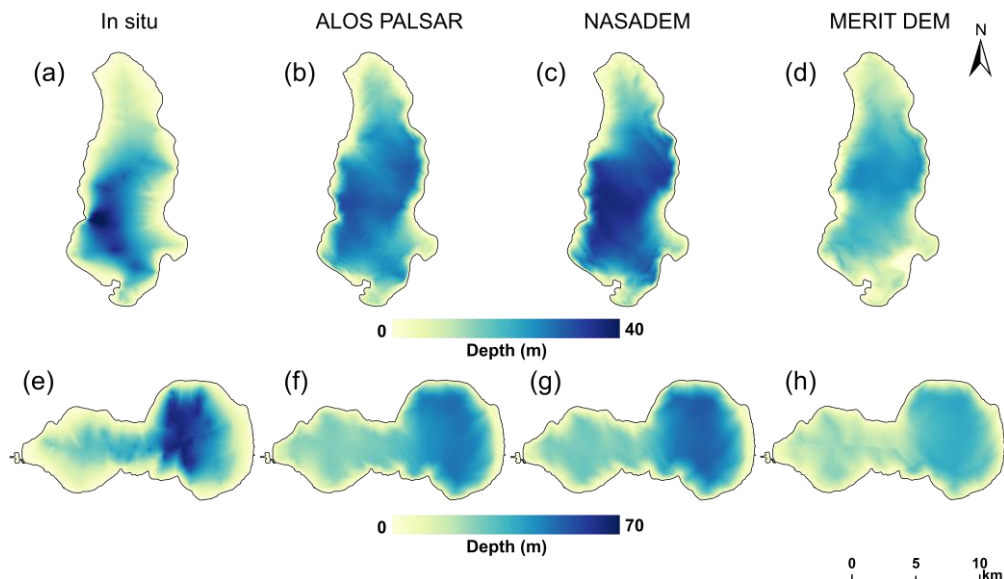 In situ ALOS PALSAR NASADEM MERIT DEM
N
(a) (b) (c) (d)
0 40
Depth (m)
(e) (f) (g) (h)
0 70
Depth (m)
0 5 10
km